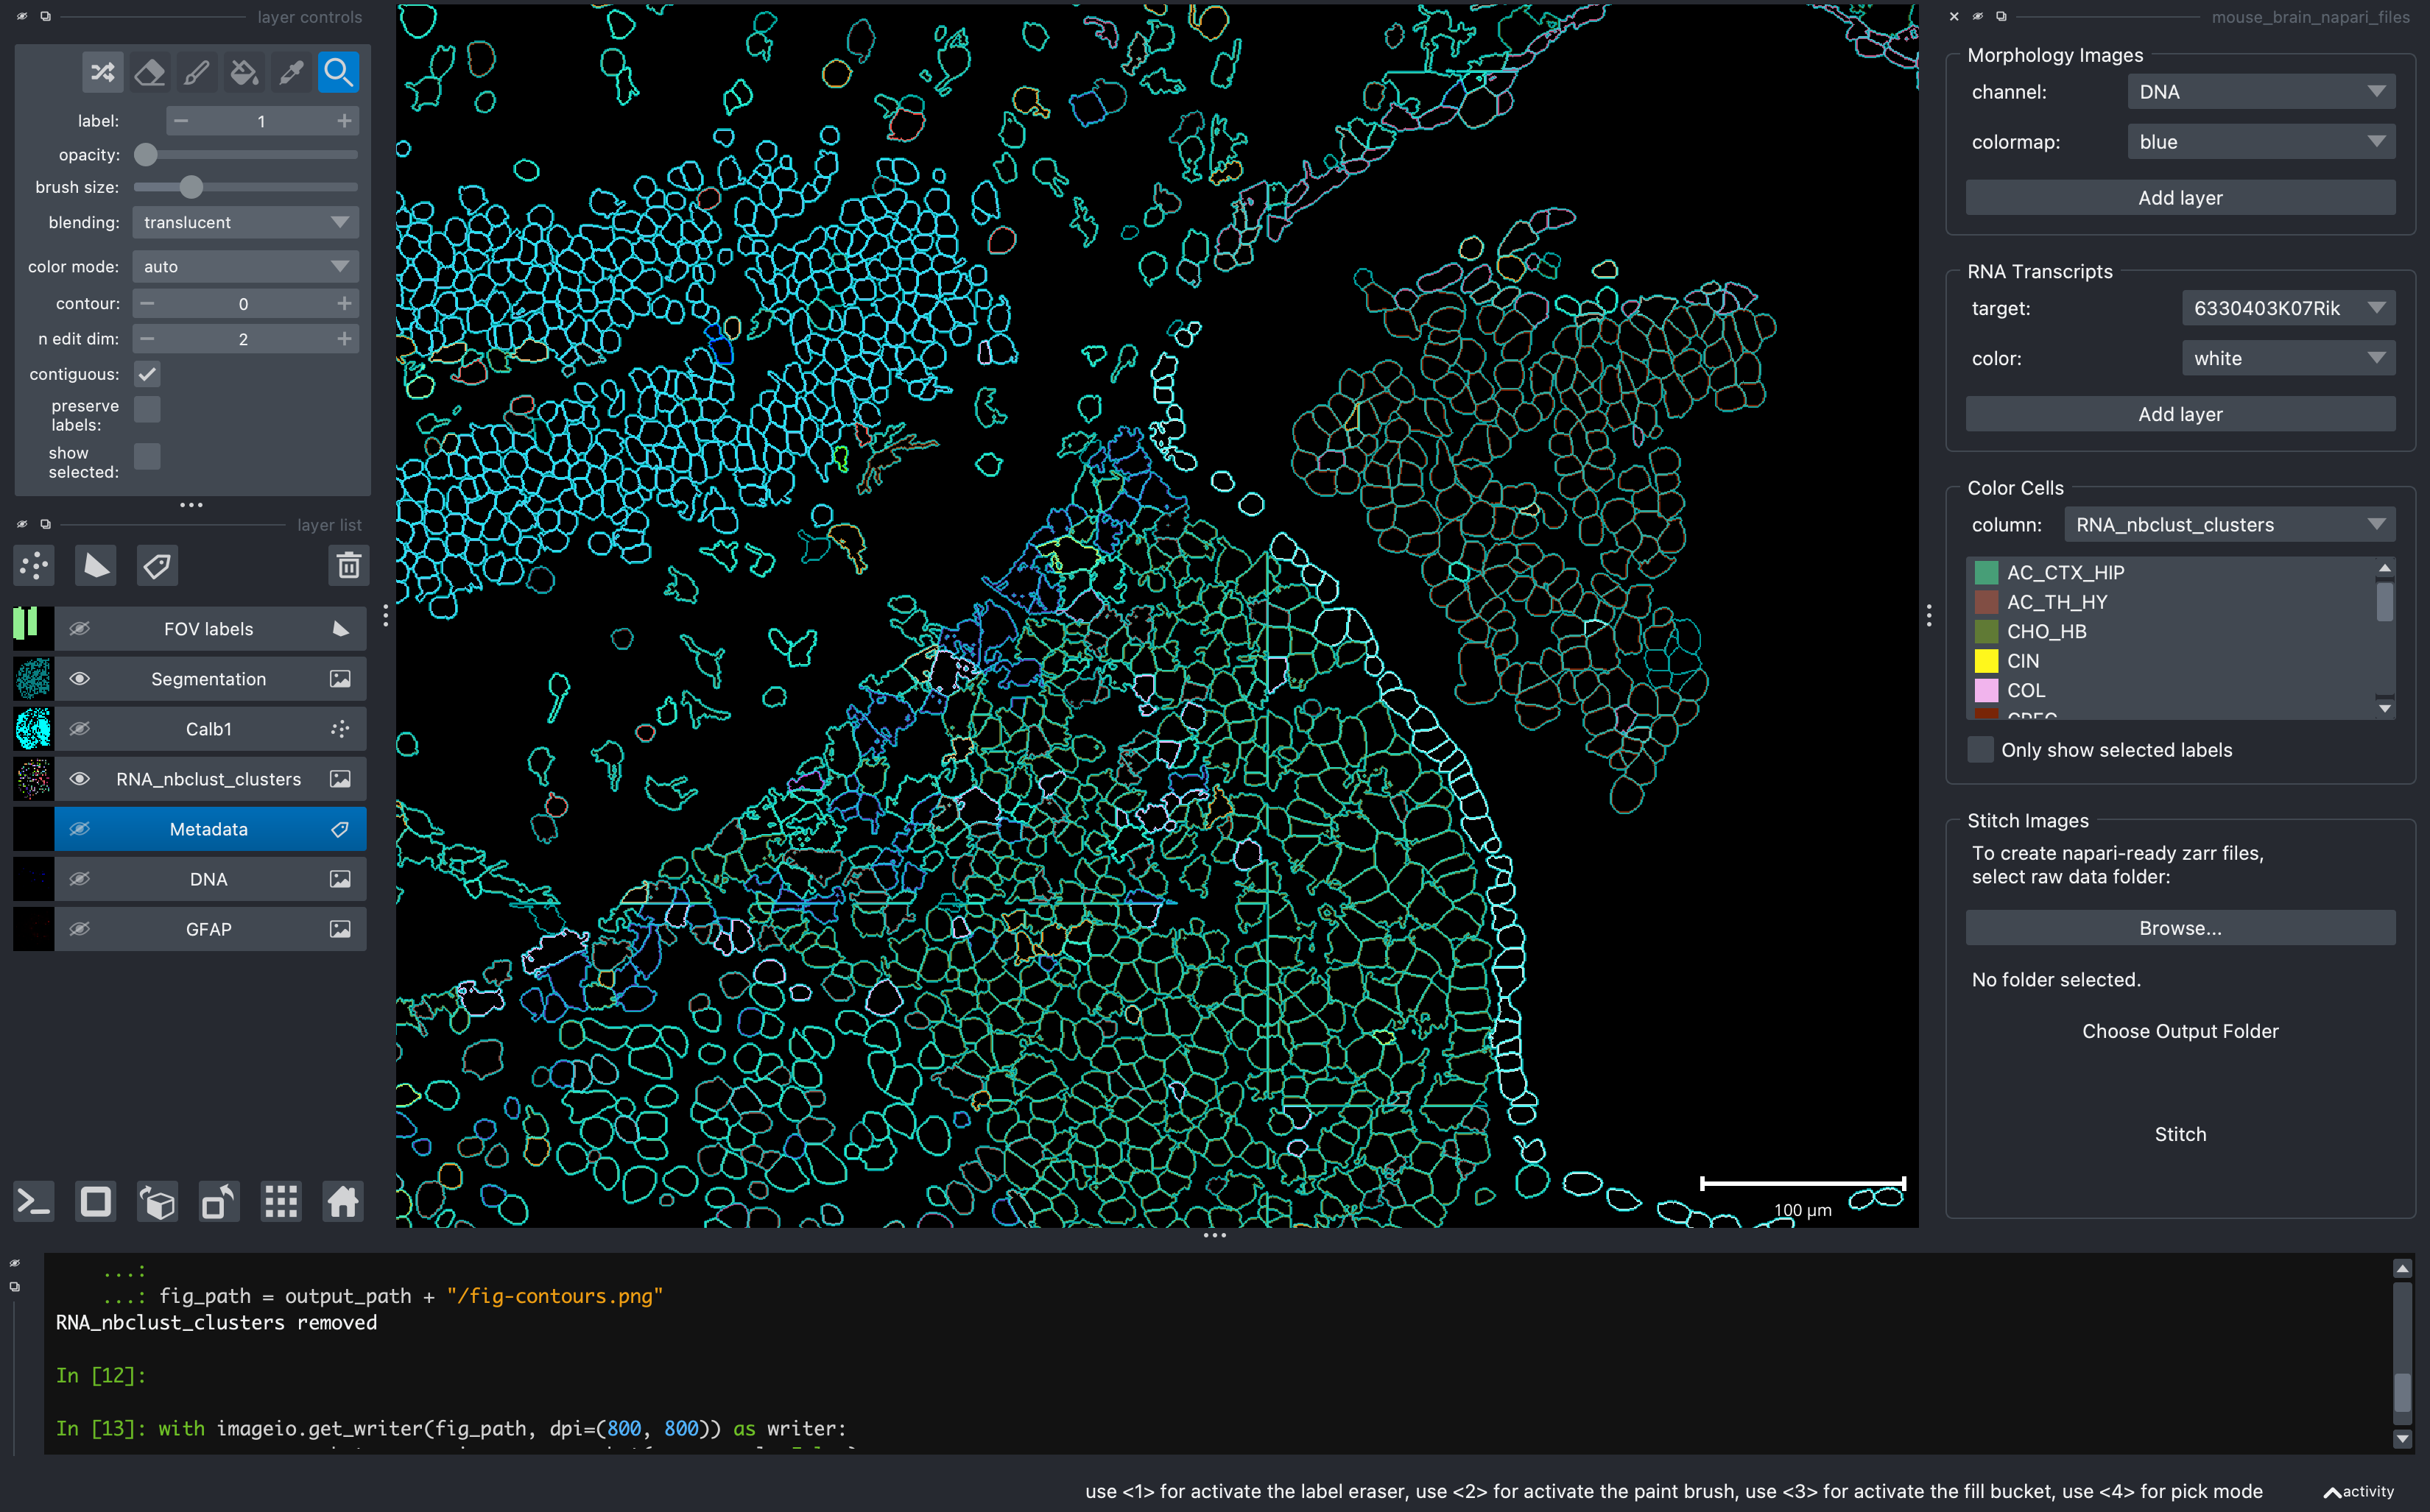 layer controls
label:
1
opacity:
brush size:
blending:
translucent
color mode:
auto
contour:
0
n edit dim:
2
contiguous:
preserve
labels:
show
selected:
layer list
FOV labels
Segmentation
Calb1
RNA_nbclust_clusters
Metadata
DNA
GFAP
100 µm
mouse_brain_napari_files
Morphology Images
channel:
DNA
colormap:
blue
Add layer
RNA Transcripts
target:
6330403K07Rik
color:
white
Add layer
Color Cells
column:
RNA_nbclust_clusters
AC_CTX_HIP
AC_TH_HY
CHO_HB
CIN
COL
Only show selected labels
Stitch Images
To create napari-ready zarr files,
select raw data folder:
Browse...
No folder selected.
Choose Output Folder
Stitch
...:
...: fig_path = output_path + "/fig-contours.png"
RNA_nbclust_clusters removed
In [12]:
In [13]: with imageio.get_writer(fig_path, dpi=(800, 800)) as writer:
use <1> for activate the label eraser, use <2> for activate the paint brush, use <3> for activate the fill bucket, use <4> for pick mode
activity